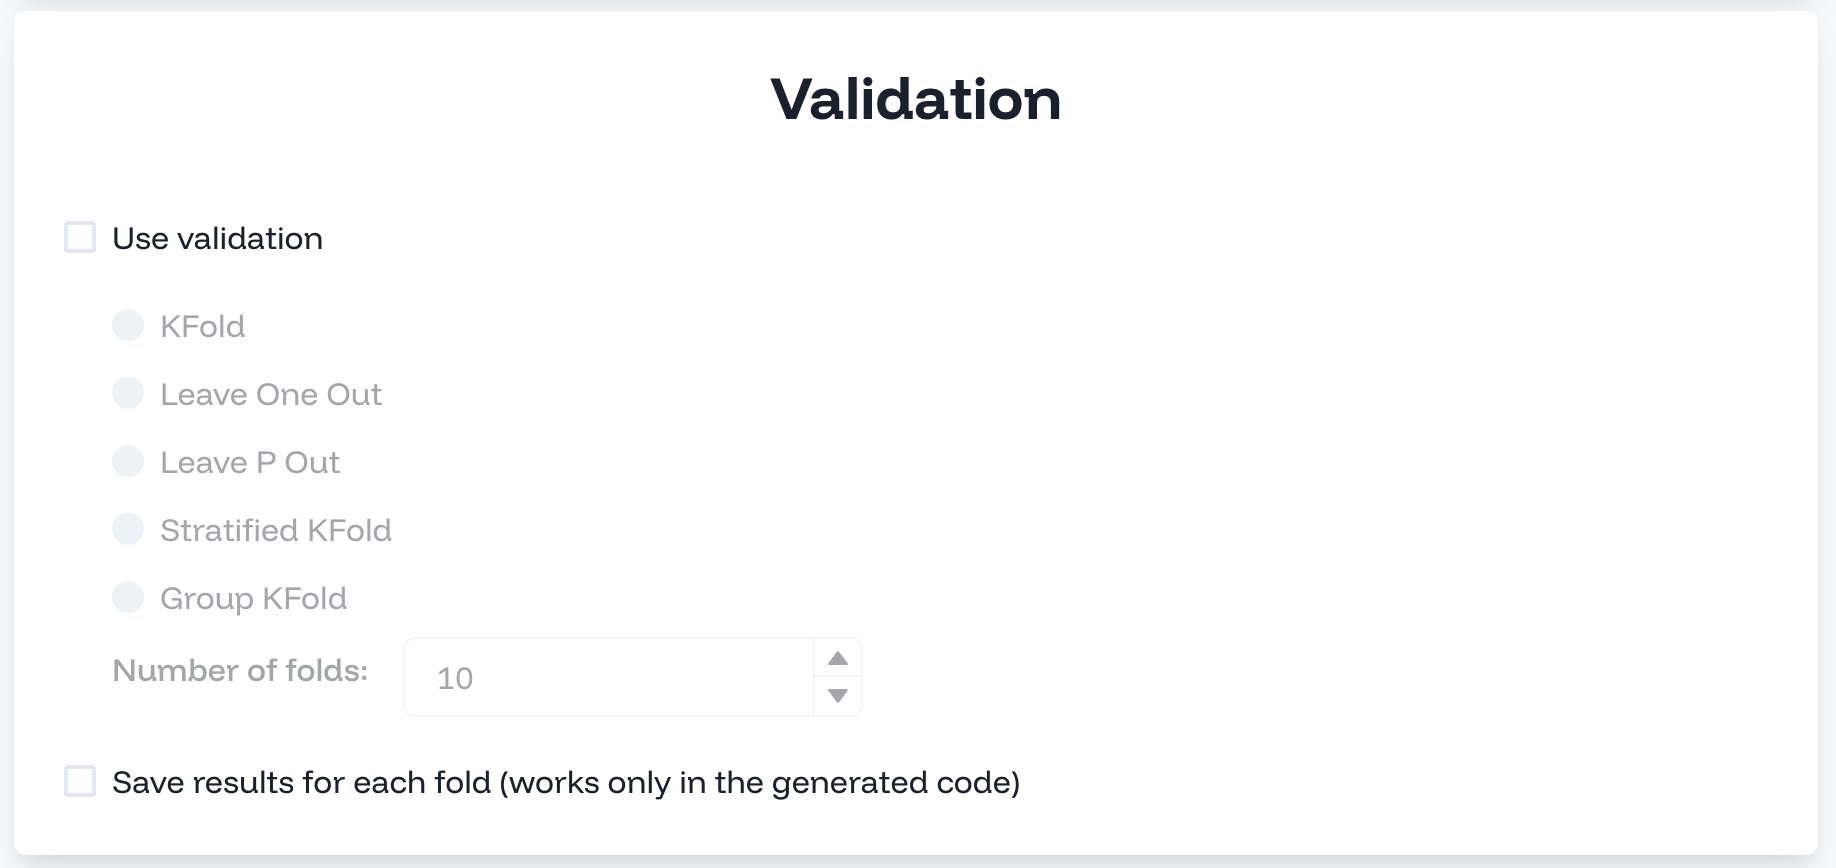 Validation
Use validation
KFold
Leave One Out
Leave P Out
Stratified KFold
Group KFold
Number of folds: 10
Save results for each fold (works only in the generated code)